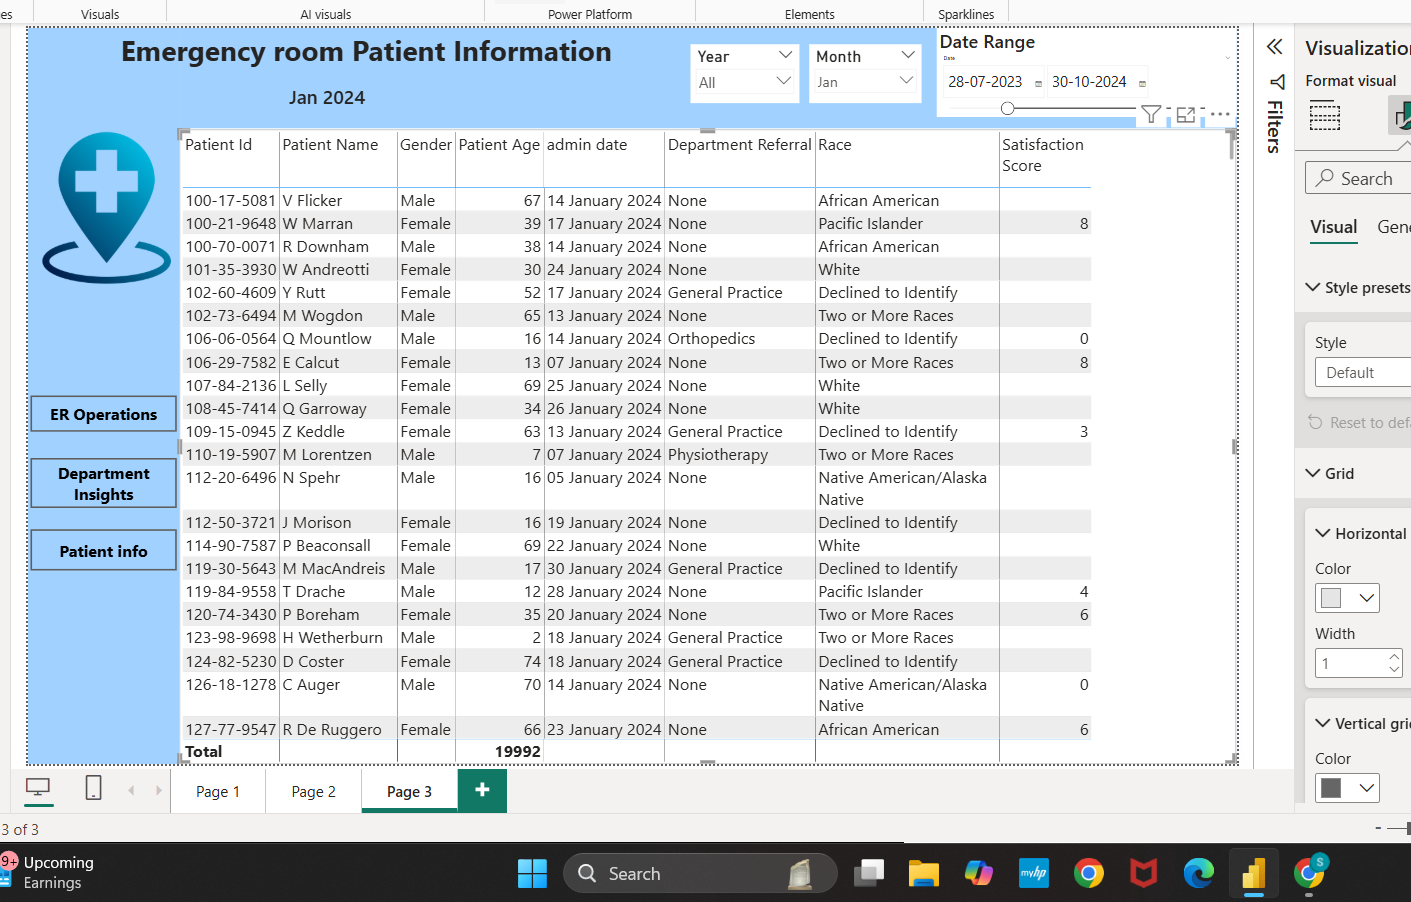 es Visuals AI visuals Power Platform Elements Sparklines
Emergency room Patient Information
Jan 2024
Year
All
Month
Jan
Date Range
Date
28-07-2023 30-10-2024
Patient Id Patient Name Gender Patient Age admin date Department Referral Race Satisfaction Score
100-17-5081 V Flicker Male 67 14 January 2024 None African American
100-21-9648 W Marran Female 39 17 January 2024 None Pacific Islander 8
100-70-0071 R Downham Male 38 14 January 2024 None African American
101-35-3930 W Andreotti Female 30 24 January 2024 None White
102-60-4609 Y Rutt Female 52 17 January 2024 General Practice Declined to Identify
102-73-6494 M Wogdon Male 65 13 January 2024 None Two or More Races
106-06-0564 Q Mountlow Male 16 14 January 2024 Orthopedics Declined to Identify 0
106-29-7582 E Calcut Female 13 07 January 2024 None Two or More Races 8
107-84-2136 L Selly Female 69 25 January 2024 None White
108-45-7414 Q Garroway Female 34 26 January 2024 None White
109-15-0945 Z Keddle Female 63 13 January 2024 General Practice Declined to Identify 3
110-19-5907 M Lorentzen Male 7 07 January 2024 Physiotherapy Two or More Races
112-20-6496 N Spehr Male 16 05 January 2024 None Native American/Alaska Native
112-50-3721 J Morison Female 16 19 January 2024 None Declined to Identify
114-90-7587 P Beaconsall Female 69 22 January 2024 None White
119-30-5643 M MacAndreis Male 17 30 January 2024 General Practice Declined to Identify
119-84-9558 T Drache Male 12 28 January 2024 None Pacific Islander 4
120-74-3430 P Boreham Female 35 20 January 2024 None Two or More Races 6
123-98-9698 H Wetherburn Male 2 18 January 2024 General Practice Two or More Races
124-82-5230 D Coster Female 74 18 January 2024 General Practice Declined to Identify
126-18-1278 C Auger Male 70 14 January 2024 None Native American/Alaska Native 0
127-77-9547 R De Ruggero Female 66 23 January 2024 None African American 6
Total 19992
ER Operations
Department
Insights
Patient info
Filters
Visualizatio
Format visual
Search
Visual Gen
Style presets
Style
Default
Reset to def
Grid
Horizontal
Color
Width
1
Vertical gri
Color
Page 1 Page 2 Page 3 +
3 of 3
9+ Upcoming
Earnings
Search
myhp
S